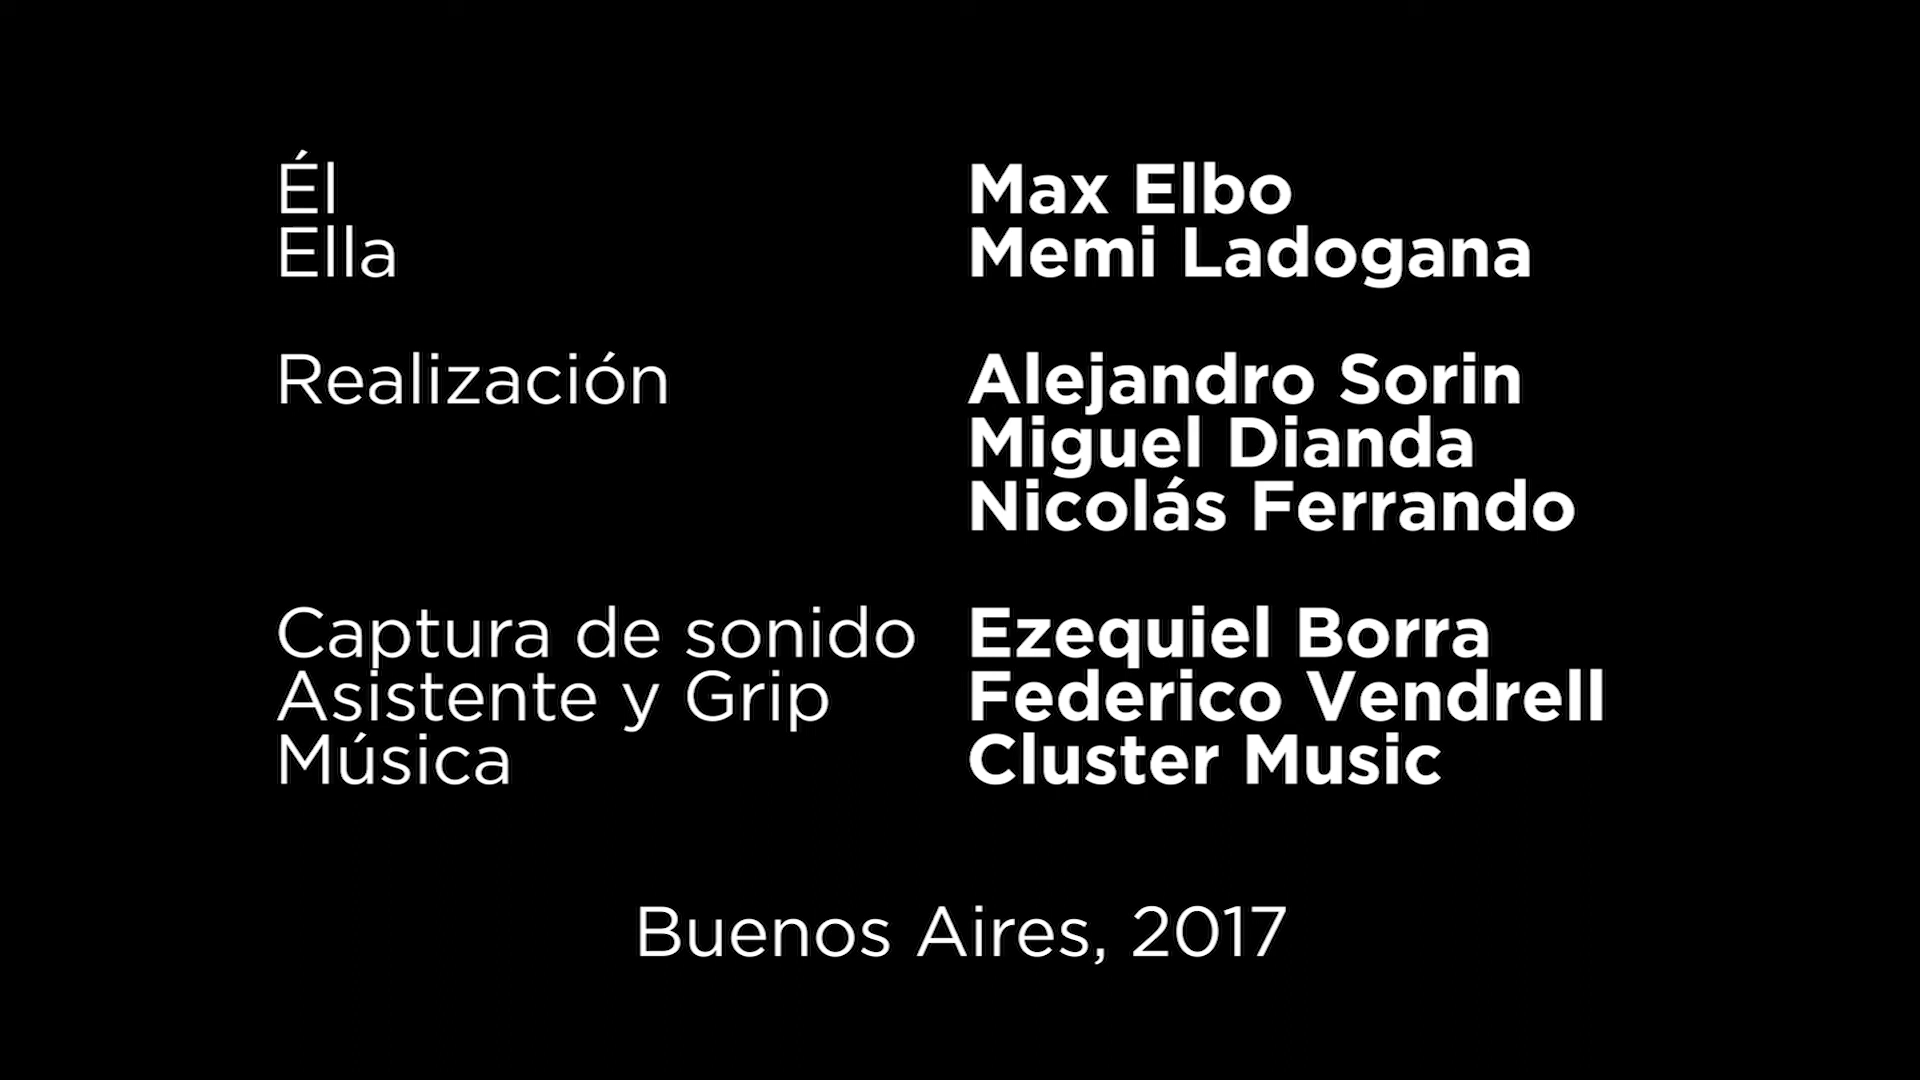 Él Max Elbo
Ella Memi Ladogana
Realización Alejandro Sorin
Miguel Dianda
Nicolás Ferrando
Captura de sonido Ezequiel Borra
Asistente y Grip Federico Vendrell
Música Cluster Music
Buenos Aires, 2017